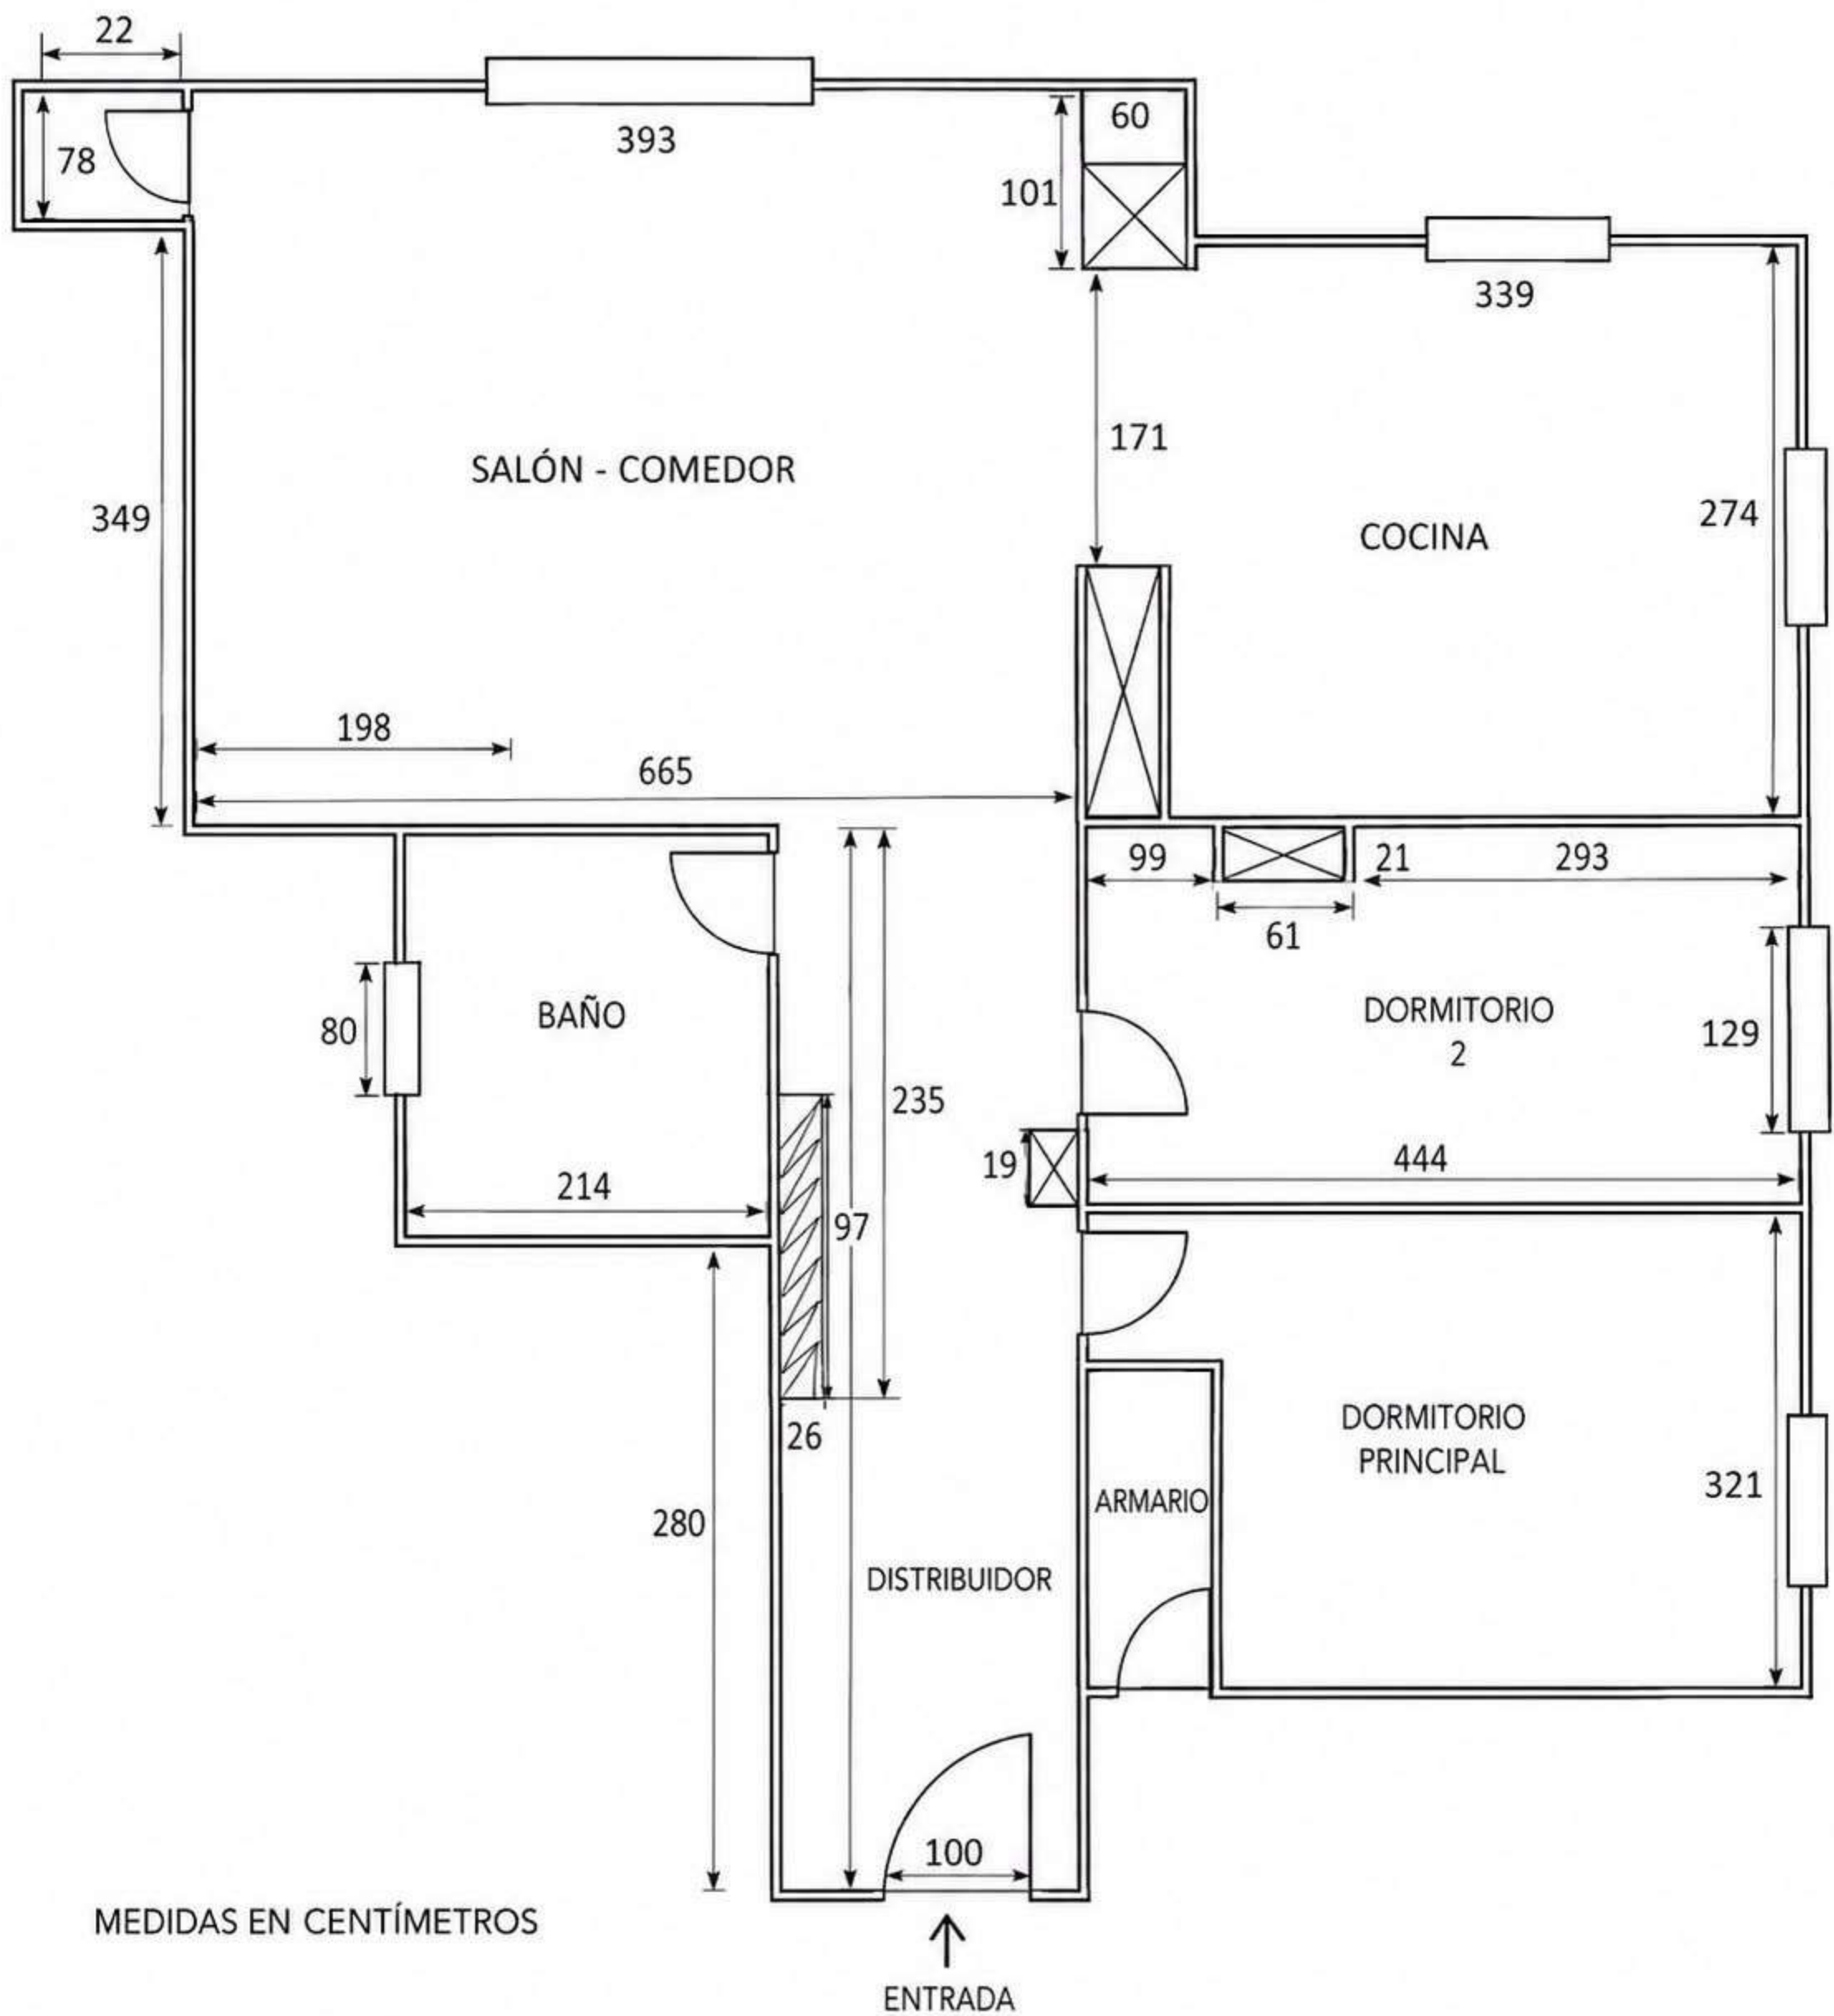 22
78
393
60
101
339
171
SALÓN - COMEDOR
349
274
COCINA
198
665
99
21
293
61
BAÑO
80
DORMITORIO
2
129
235
19
444
214
97
26
DORMITORIO
PRINCIPAL
321
ARMARIO
280
DISTRIBUIDOR
100
MEDIDAS EN CENTÍMETROS
ENTRADA